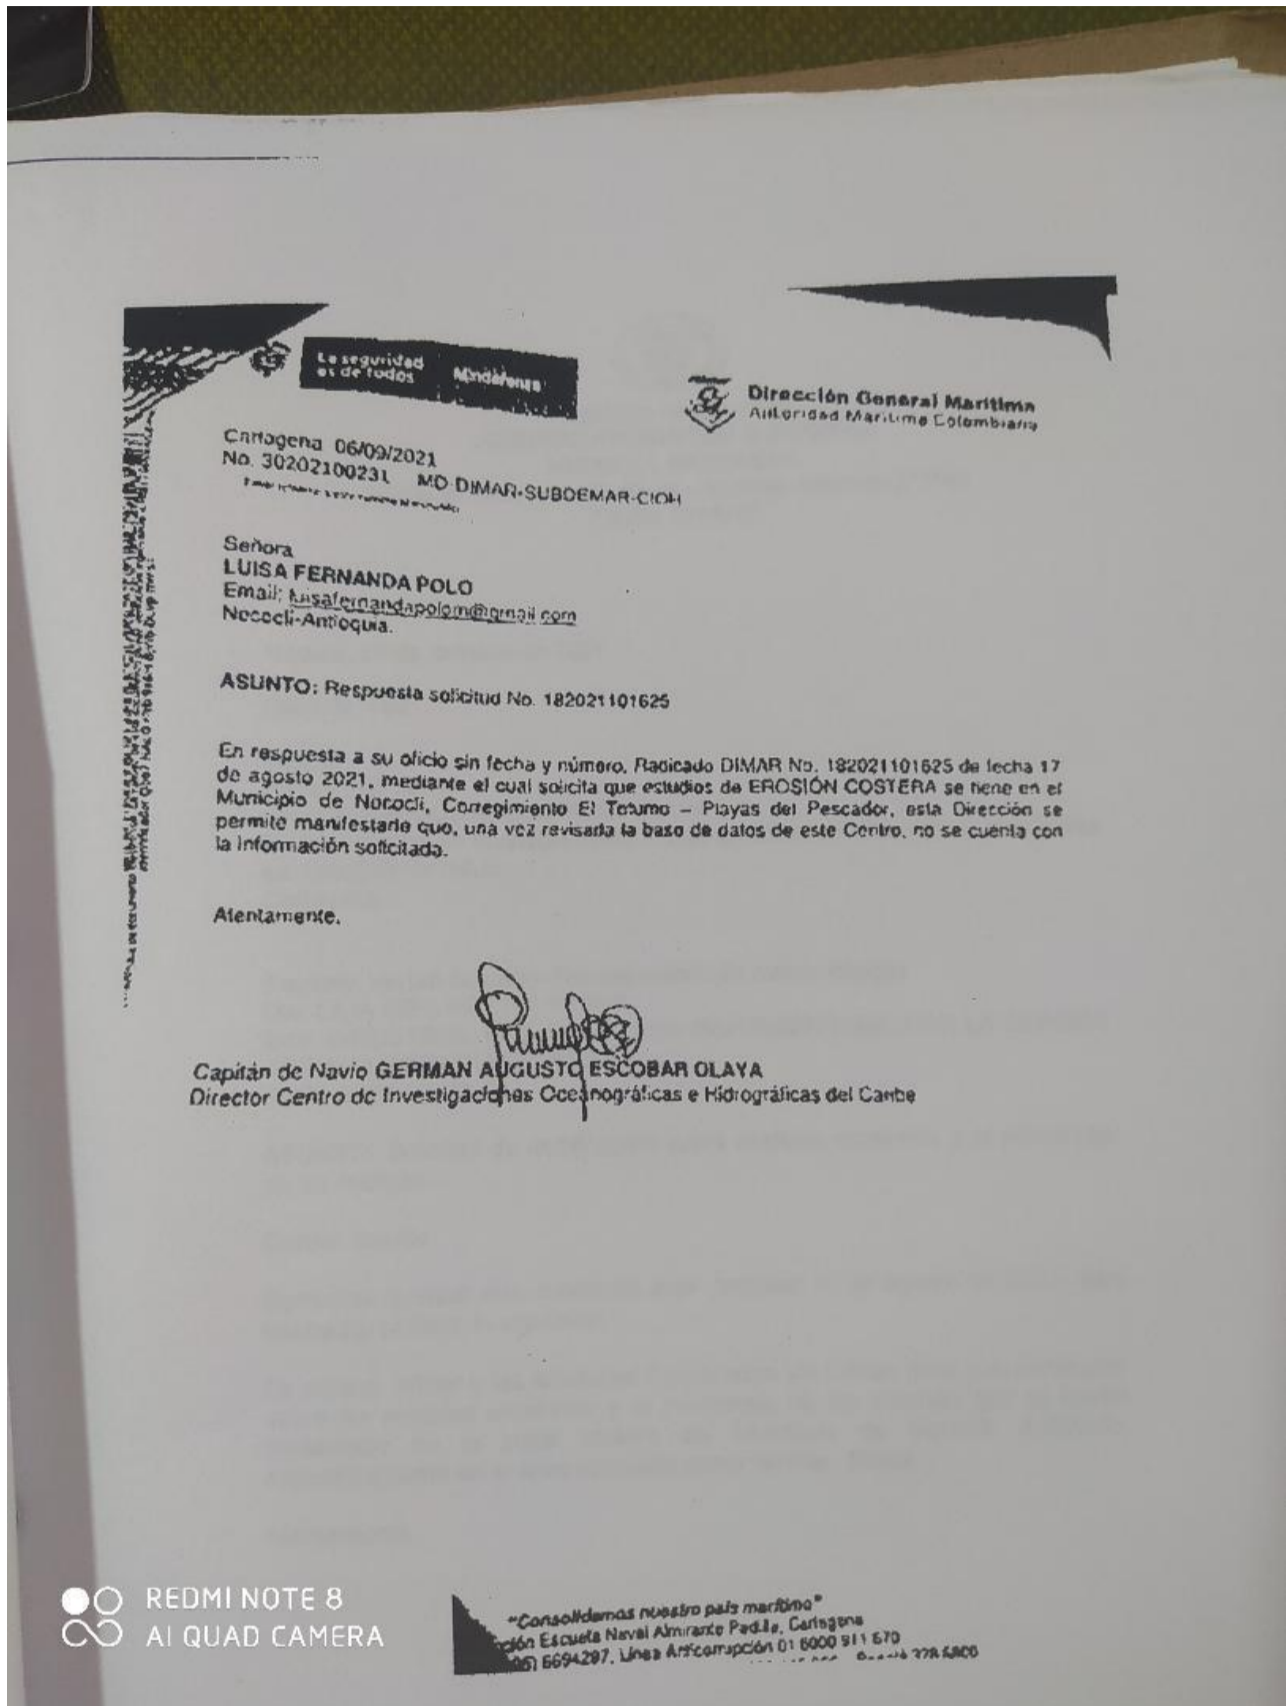 La seguridad
es de todos
Mindefensa
Dirección General Marítima
Autoridad Marítima Colombiana
Cartagena 06/09/2021
No. 30202100231 MD-DIMAR-SUBDEMAR-CIOH
Señora
LUISA FERNANDA POLO
Email: luisafernandapolom@gmail.com
Necocli-Antioquia.
ASUNTO: Respuesta solicitud No. 182021101625
En respuesta a su oficio sin fecha y número, Radicado DIMAR No. 182021101625 de fecha 17
de agosto 2021, mediante el cual solicita que estudios de EROSIÓN COSTERA se tiene en el
Municipio de Nococli, Corregimiento El Totumo – Playas del Pescador, esta Dirección se
permite manifestarle que, una vez revisada la base de datos de este Centro, no se cuenta con
la información solicitada.
Atentamente,
Capitán de Navío GERMAN AUGUSTO ESCOBAR OLAYA
Director Centro de Investigaciones Oceanográficas e Hidrográficas del Caribe
"Consolidemos nuestro país marítimo"
Escuela Naval Almirante Padilla, Cartagena
6694297, Línea Anticorrupción 01 8000 911 670
REDMI NOTE 8
AI QUAD CAMERA